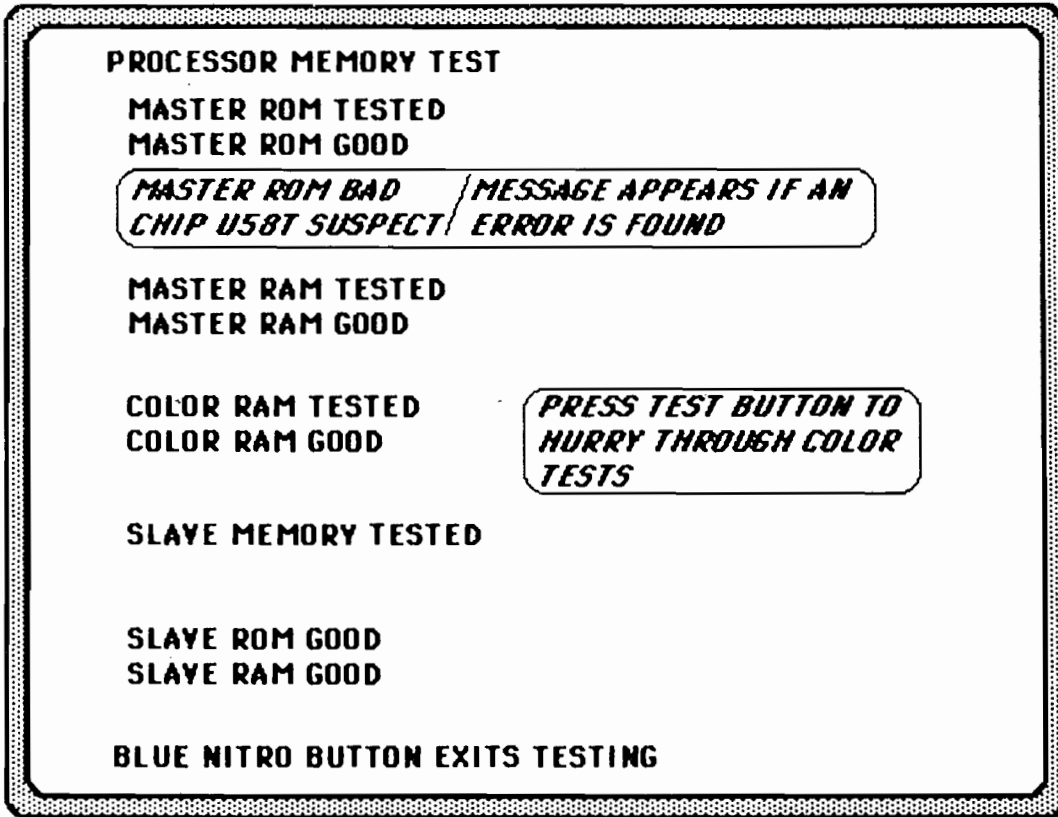 PROCESSOR MEMORY TEST
MASTER ROM TESTED
MASTER ROM GOOD
MASTER ROM BAD / MESSAGE APPEARS IF AN
CHIP U58T SUSPECT ERROR IS FOUND
MASTER RAM TESTED
MASTER RAM GOOD
COLOR RAM TESTED
COLOR RAM GOOD
PRESS TEST BUTTON TO
HURRY THROUGH COLOR
TESTS
SLAVE MEMORY TESTED
SLAVE ROM GOOD
SLAVE RAM GOOD
BLUE NITRO BUTTON EXITS TESTING